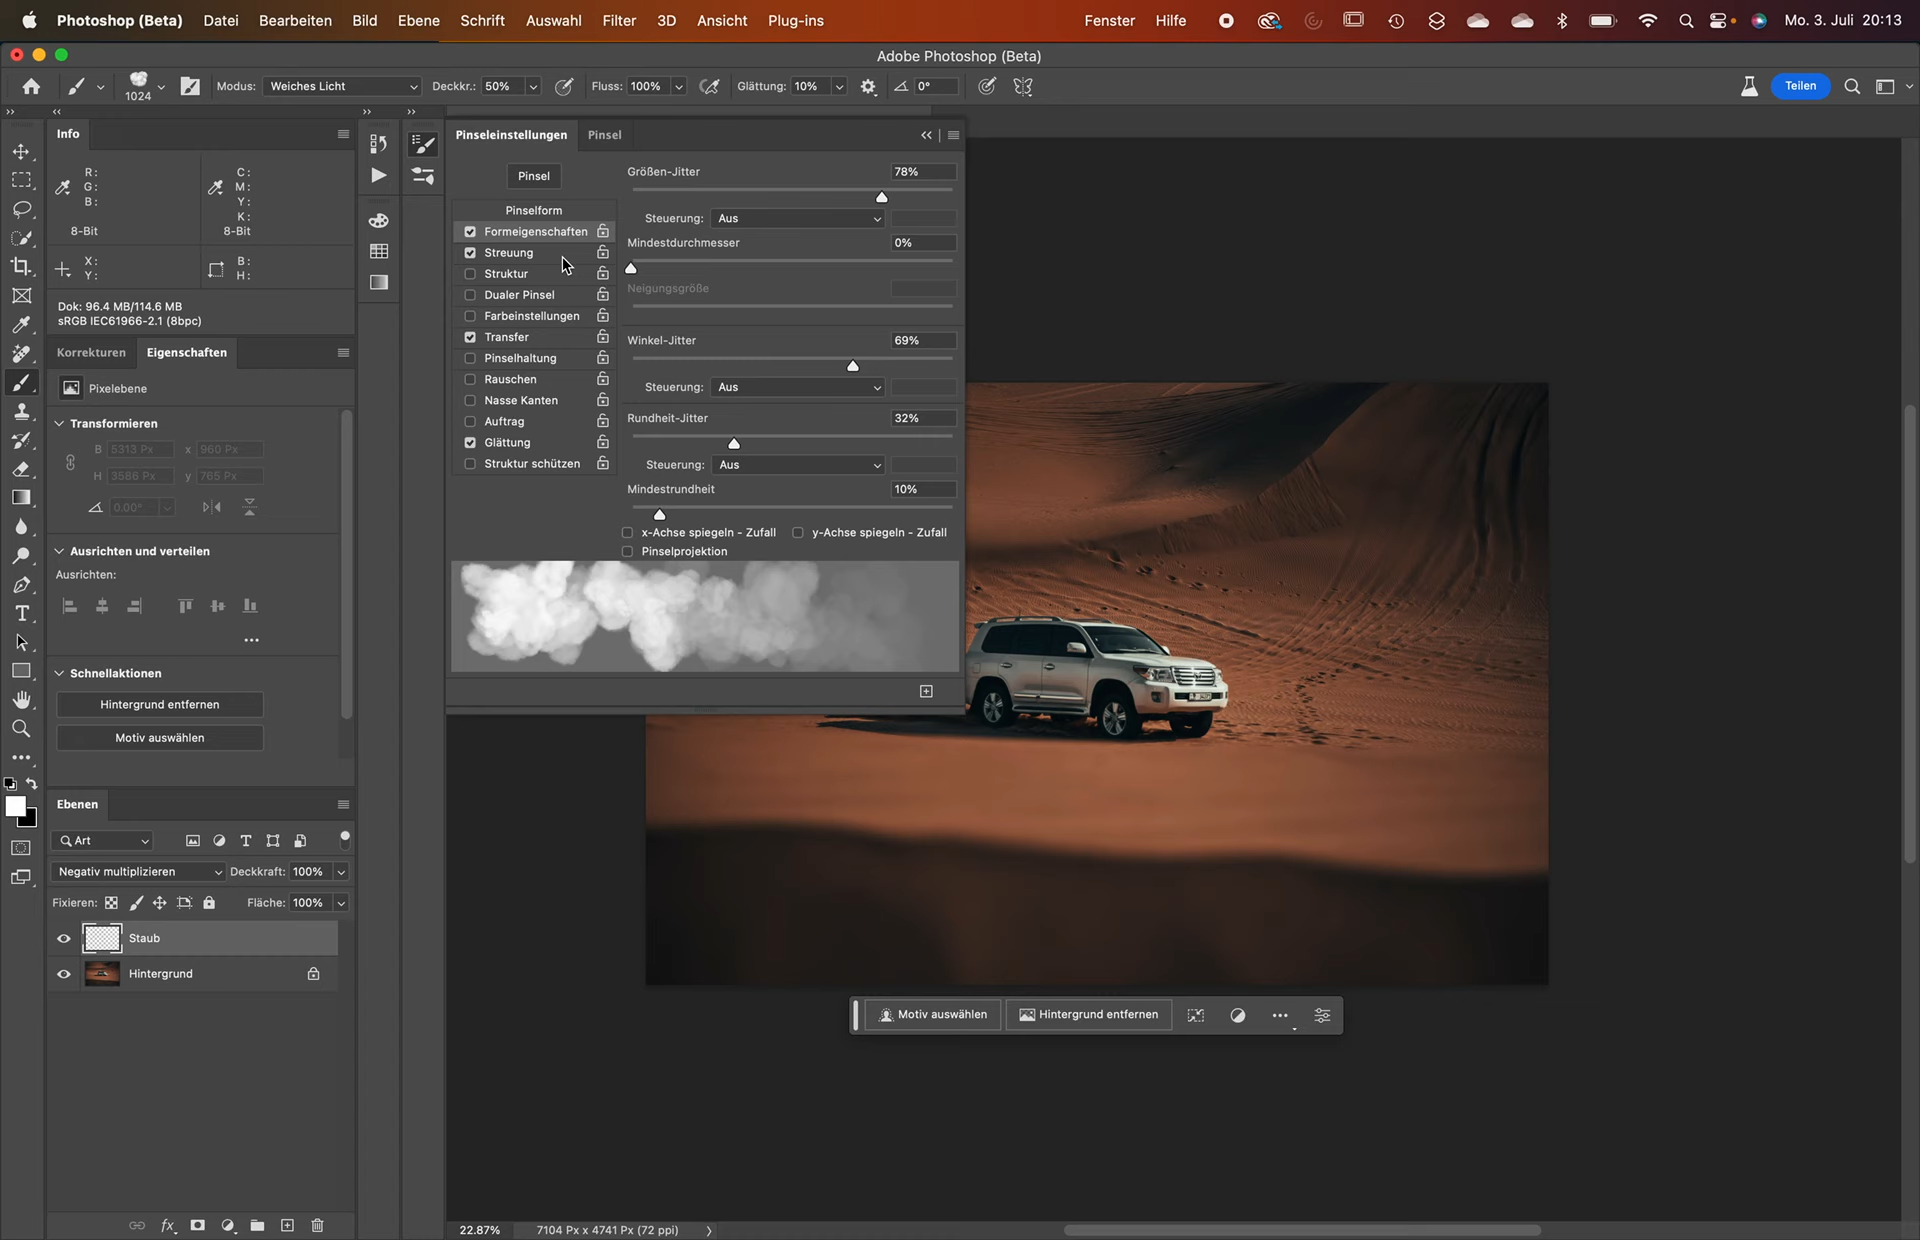 Photoshop (Beta) Datei Bearbeiten Bild Ebene Schrift Auswahl Filter 3D Ansicht Plug-ins Fenster Hilfe Mo. 3. Juli 20:13
Adobe Photoshop (Beta)
1024 Modus: Weiches Licht Deckkr.: 50% Fluss: 100% Glättung: 10% 0° Teilen
Info
R:
G:
B:
8-Bit
C:
M:
Y:
K:
8-Bit
X:
Y:
B:
H:
Dok: 96.4 MB/114.6 MB
sRGB IEC61966-2.1 (8bpc)
Korrekturen Eigenschaften
Pixelebene
Transformieren
B 5313 Px x 960 Px
H 3586 Px y 765 Px
0.00°
Ausrichten und verteilen
Ausrichten:
Schnellaktionen
Hintergrund entfernen
Motiv auswählen
Ebenen
Art
Negativ multiplizieren Deckkraft: 100%
Fixieren: Fläche: 100%
Staub
Hintergrund
fx
Pinseleinstellungen Pinsel
Pinsel
Pinselform
Formeigenschaften
Streuung
Struktur
Dualer Pinsel
Farbeinstellungen
Transfer
Pinselhaltung
Rauschen
Nasse Kanten
Auftrag
Glättung
Struktur schützen
Größen-Jitter 78%
Steuerung: Aus
Mindestdurchmesser 0%
Neigungsgröße
Winkel-Jitter 69%
Steuerung: Aus
Rundheit-Jitter 32%
Steuerung: Aus
Mindestrundheit 10%
x-Achse spiegeln - Zufall y-Achse spiegeln - Zufall
Pinselprojektion
Motiv auswählen Hintergrund entfernen
22.87% 7104 Px x 4741 Px (72 ppi)